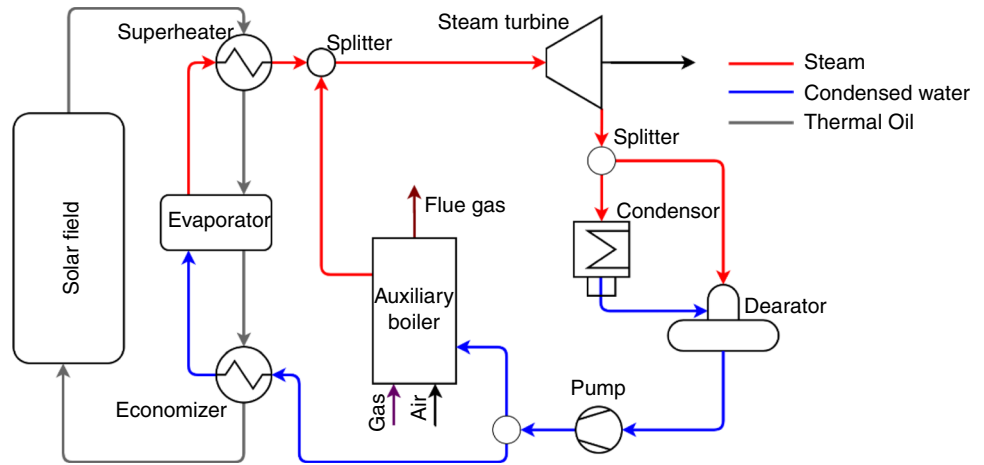 Steam turbine
Superheater
Splitter
Steam
Condensed water
Thermal Oil
Splitter
Solar field
Evaporator
Flue gas
Condensor
Auxiliary
boiler
Dearator
Economizer
Gas
Air
Pump